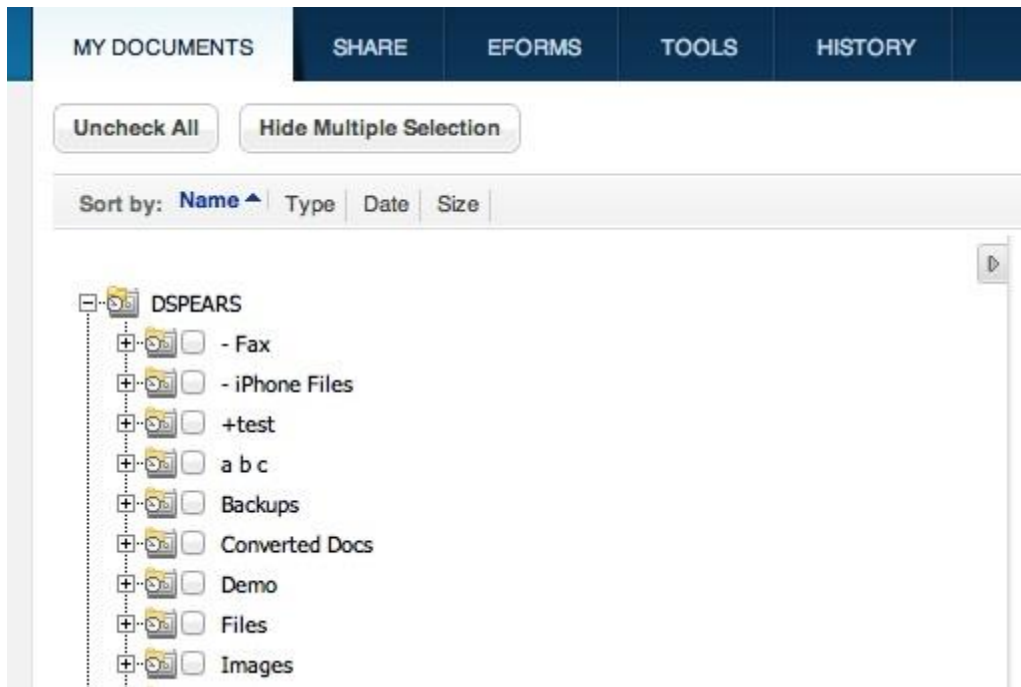 MY DOCUMENTS SHARE EFORMS TOOLS HISTORY
Uncheck All Hide Multiple Selection
Sort by: Name Type Date Size
DSPEARS
- Fax
- iPhone Files
+test
a b c
Backups
Converted Docs
Demo
Files
Images